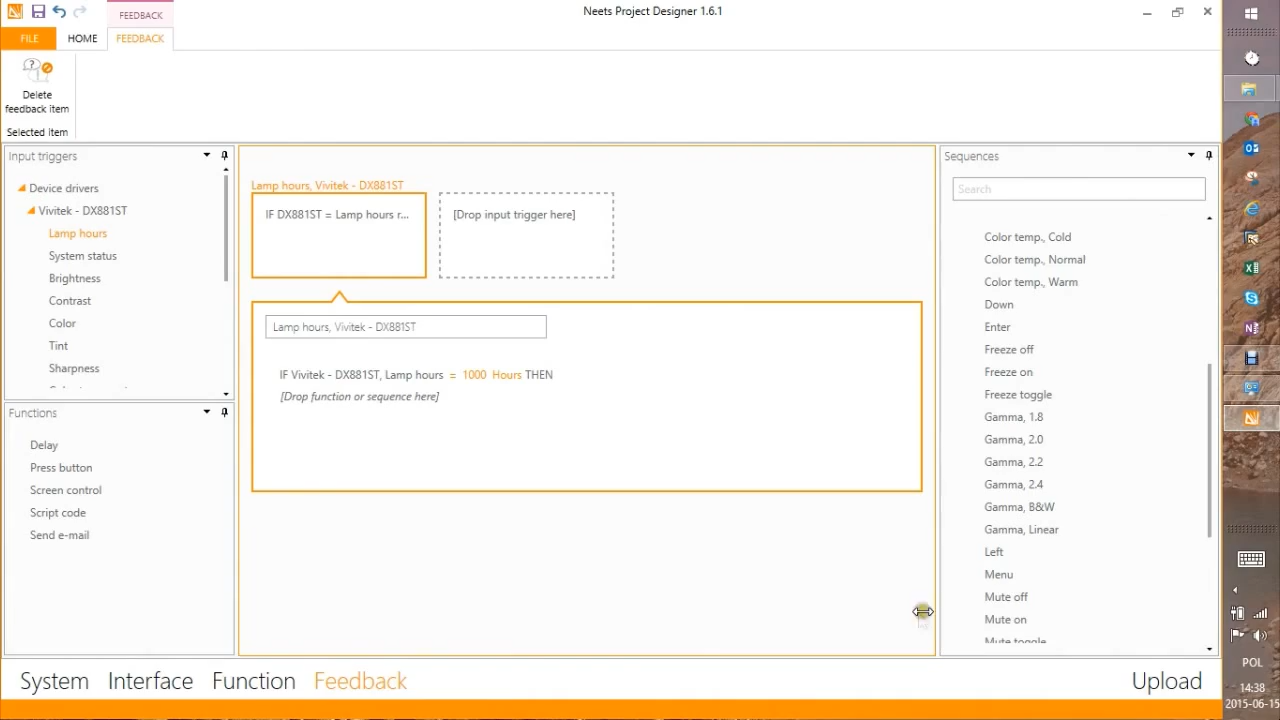 FEEDBACK
Neets Project Designer 1.6.1
FILE
HOME
FEEDBACK
Delete
feedback item
Selected item
Input triggers
Device drivers
Vivitek - DX881ST
Lamp hours
System status
Brightness
Contrast
Color
Tint
Sharpness
Functions
Delay
Press button
Screen control
Script code
Send e-mail
Lamp hours, Vivitek - DX881ST
IF DX881ST = Lamp hours r...
[Drop input trigger here]
Lamp hours, Vivitek - DX881ST
IF Vivitek - DX881ST, Lamp hours = 1000 Hours THEN
[Drop function or sequence here]
Sequences
Search
Color temp., Cold
Color temp., Normal
Color temp., Warm
Down
Enter
Freeze off
Freeze on
Freeze toggle
Gamma, 1.8
Gamma, 2.0
Gamma, 2.2
Gamma, 2.4
Gamma, B&W
Gamma, Linear
Left
Menu
Mute off
Mute on
Mute toggle
System
Interface
Function
Feedback
Upload
POL
14:38
2015-06-15